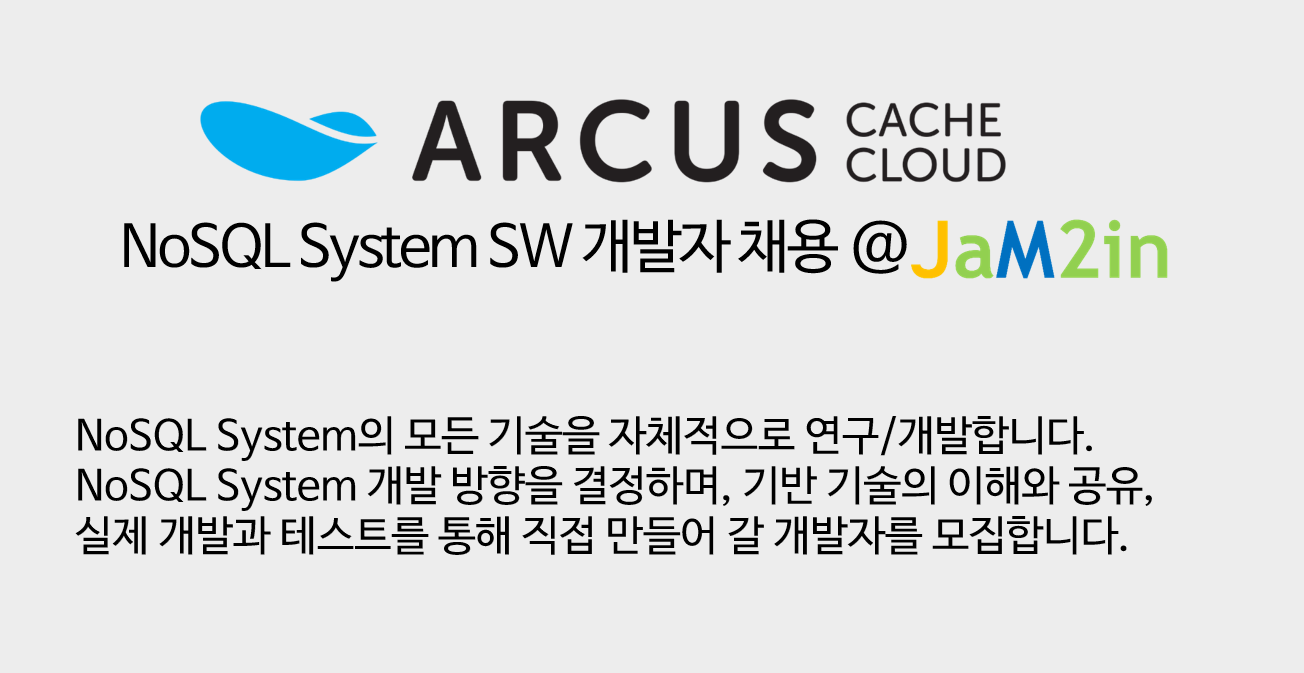 ARCUS CACHE CLOUD
NoSQL System SW 개발자 채용 @JaM2in
NoSQL System의 모든 기술을 자체적으로 연구/개발합니다.
NoSQL System 개발 방향을 결정하며, 기반 기술의 이해와 공유,
실제 개발과 테스트를 통해 직접 만들어 갈 개발자를 모집합니다.